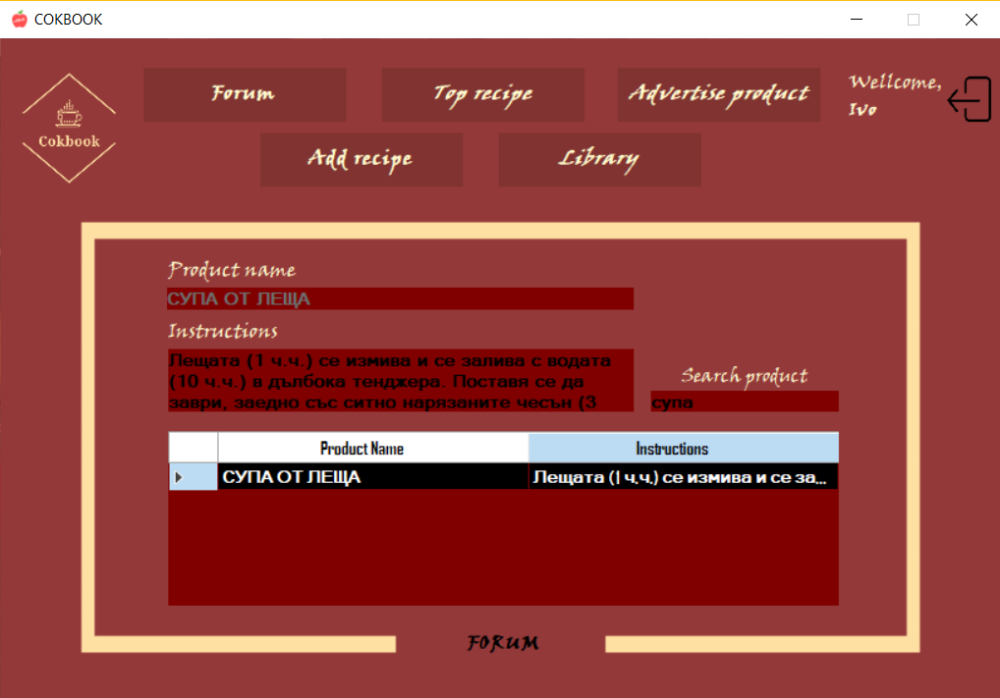 COKBOOK
Forum
Top recipe
Advertise product
Wellcome,
Ivo
Cokbook
Add recipe
Library
Product name
СУПА ОТ ЛЕЩА
Instructions
Лещата (1 ч.ч.) се измива и се залива с водата
(10 ч.ч.) в дълбока тенджера. Поставя се да
заври, заедно със ситно нарязаните чесън (3
Search product
супа
Product Name
Instructions
СУПА ОТ ЛЕЩА
Лещата (1 ч.ч.) се измива и се за...
FORUM